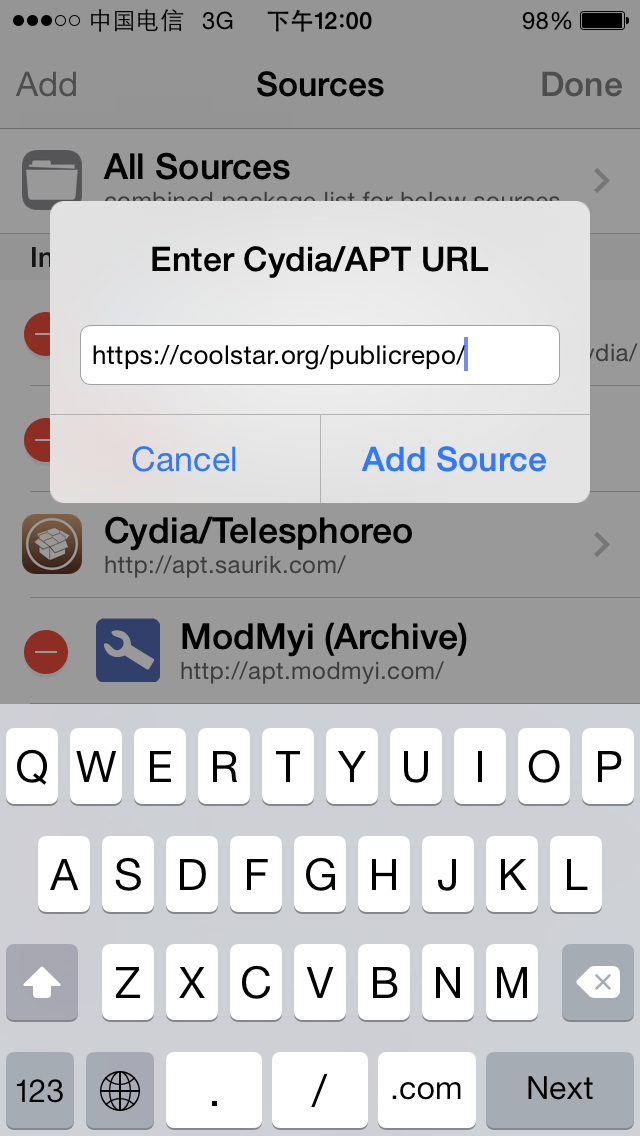 中国电信 3G 下午12:00 98%
Add Sources Done
All Sources
combined package list for below sources
In
Enter Cydia/APT URL
https://coolstar.org/publicrepo/
ydia/
Cancel Add Source
Cydia/Telesphoreo
http://apt.saurik.com/
ModMyi (Archive)
http://apt.modmyi.com/
Q W E R T Y U I O P
A S D F G H J K L
Z X C V B N M
123 . / .com Next